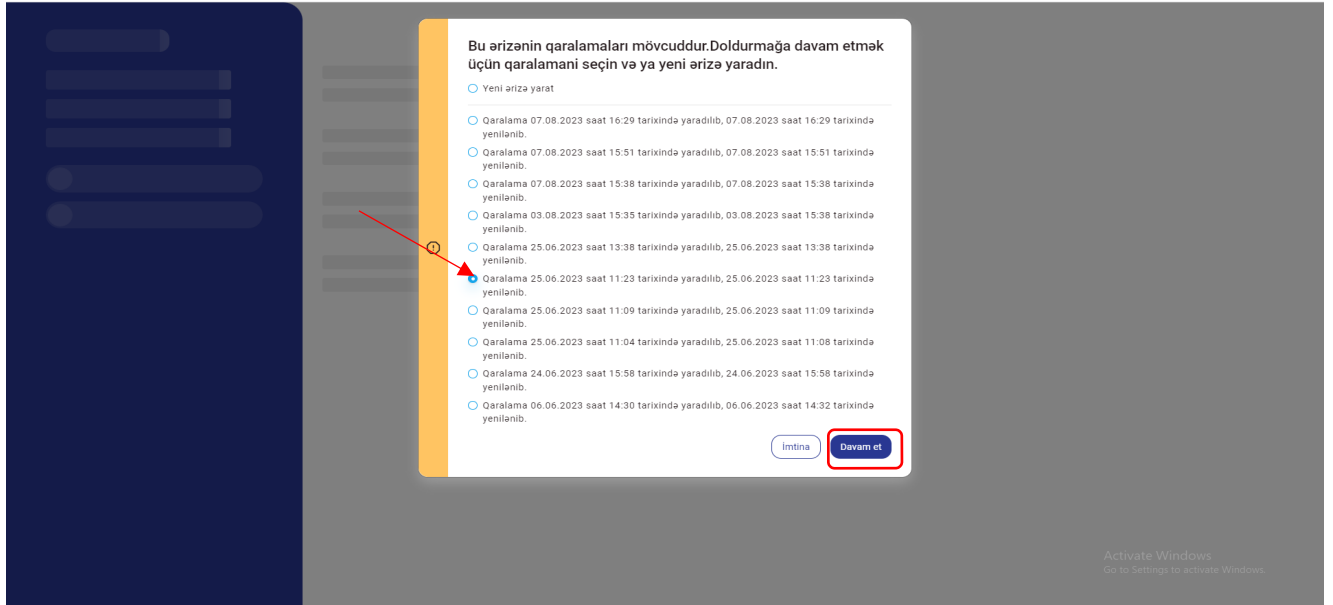 Bu ərizənin qaralamaları mövcuddur.Doldurmağa davam etmək
üçün qaralamani seçin və ya yeni ərizə yaradın.
Yeni ərizə yarat
Qaralama 07.08.2023 saat 16:29 tarixində yaradılıb, 07.08.2023 saat 16:29 tarixində
yenilənib.
Qaralama 07.08.2023 saat 15:51 tarixində yaradılıb, 07.08.2023 saat 15:51 tarixində
yenilənib.
Qaralama 07.08.2023 saat 15:38 tarixində yaradılıb, 07.08.2023 saat 15:38 tarixində
yenilənib.
Qaralama 03.08.2023 saat 15:35 tarixində yaradılıb, 03.08.2023 saat 15:38 tarixində
yenilənib.
Qaralama 25.06.2023 saat 13:38 tarixində yaradılıb, 25.06.2023 saat 13:38 tarixində
yenilənib.
Qaralama 25.06.2023 saat 11:23 tarixində yaradılıb, 25.06.2023 saat 11:23 tarixində
yenilənib.
Qaralama 25.06.2023 saat 11:09 tarixində yaradılıb, 25.06.2023 saat 11:09 tarixində
yenilənib.
Qaralama 25.06.2023 saat 11:04 tarixində yaradılıb, 25.06.2023 saat 11:08 tarixində
yenilənib.
Qaralama 24.06.2023 saat 15:58 tarixində yaradılıb, 24.06.2023 saat 15:58 tarixində
yenilənib.
Qaralama 06.06.2023 saat 14:30 tarixində yaradılıb, 06.06.2023 saat 14:32 tarixində
yenilənib.
İmtina
Davam et
Activate Windows
Go to Settings to activate Windows.